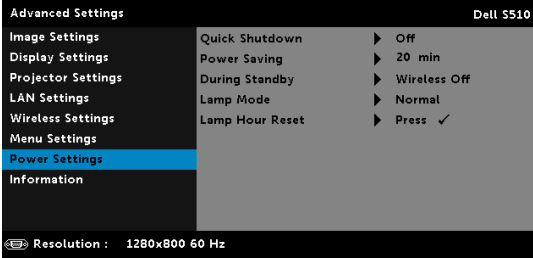 Advanced Settings Dell S510
Image Settings Quick Shutdown Off
Display Settings Power Saving 20 min
Projector Settings During Standby Wireless Off
LAN Settings Lamp Mode Normal
Wireless Settings Lamp Hour Reset Press ✓
Menu Settings
Power Settings
Information
Resolution : 1280x800 60 Hz